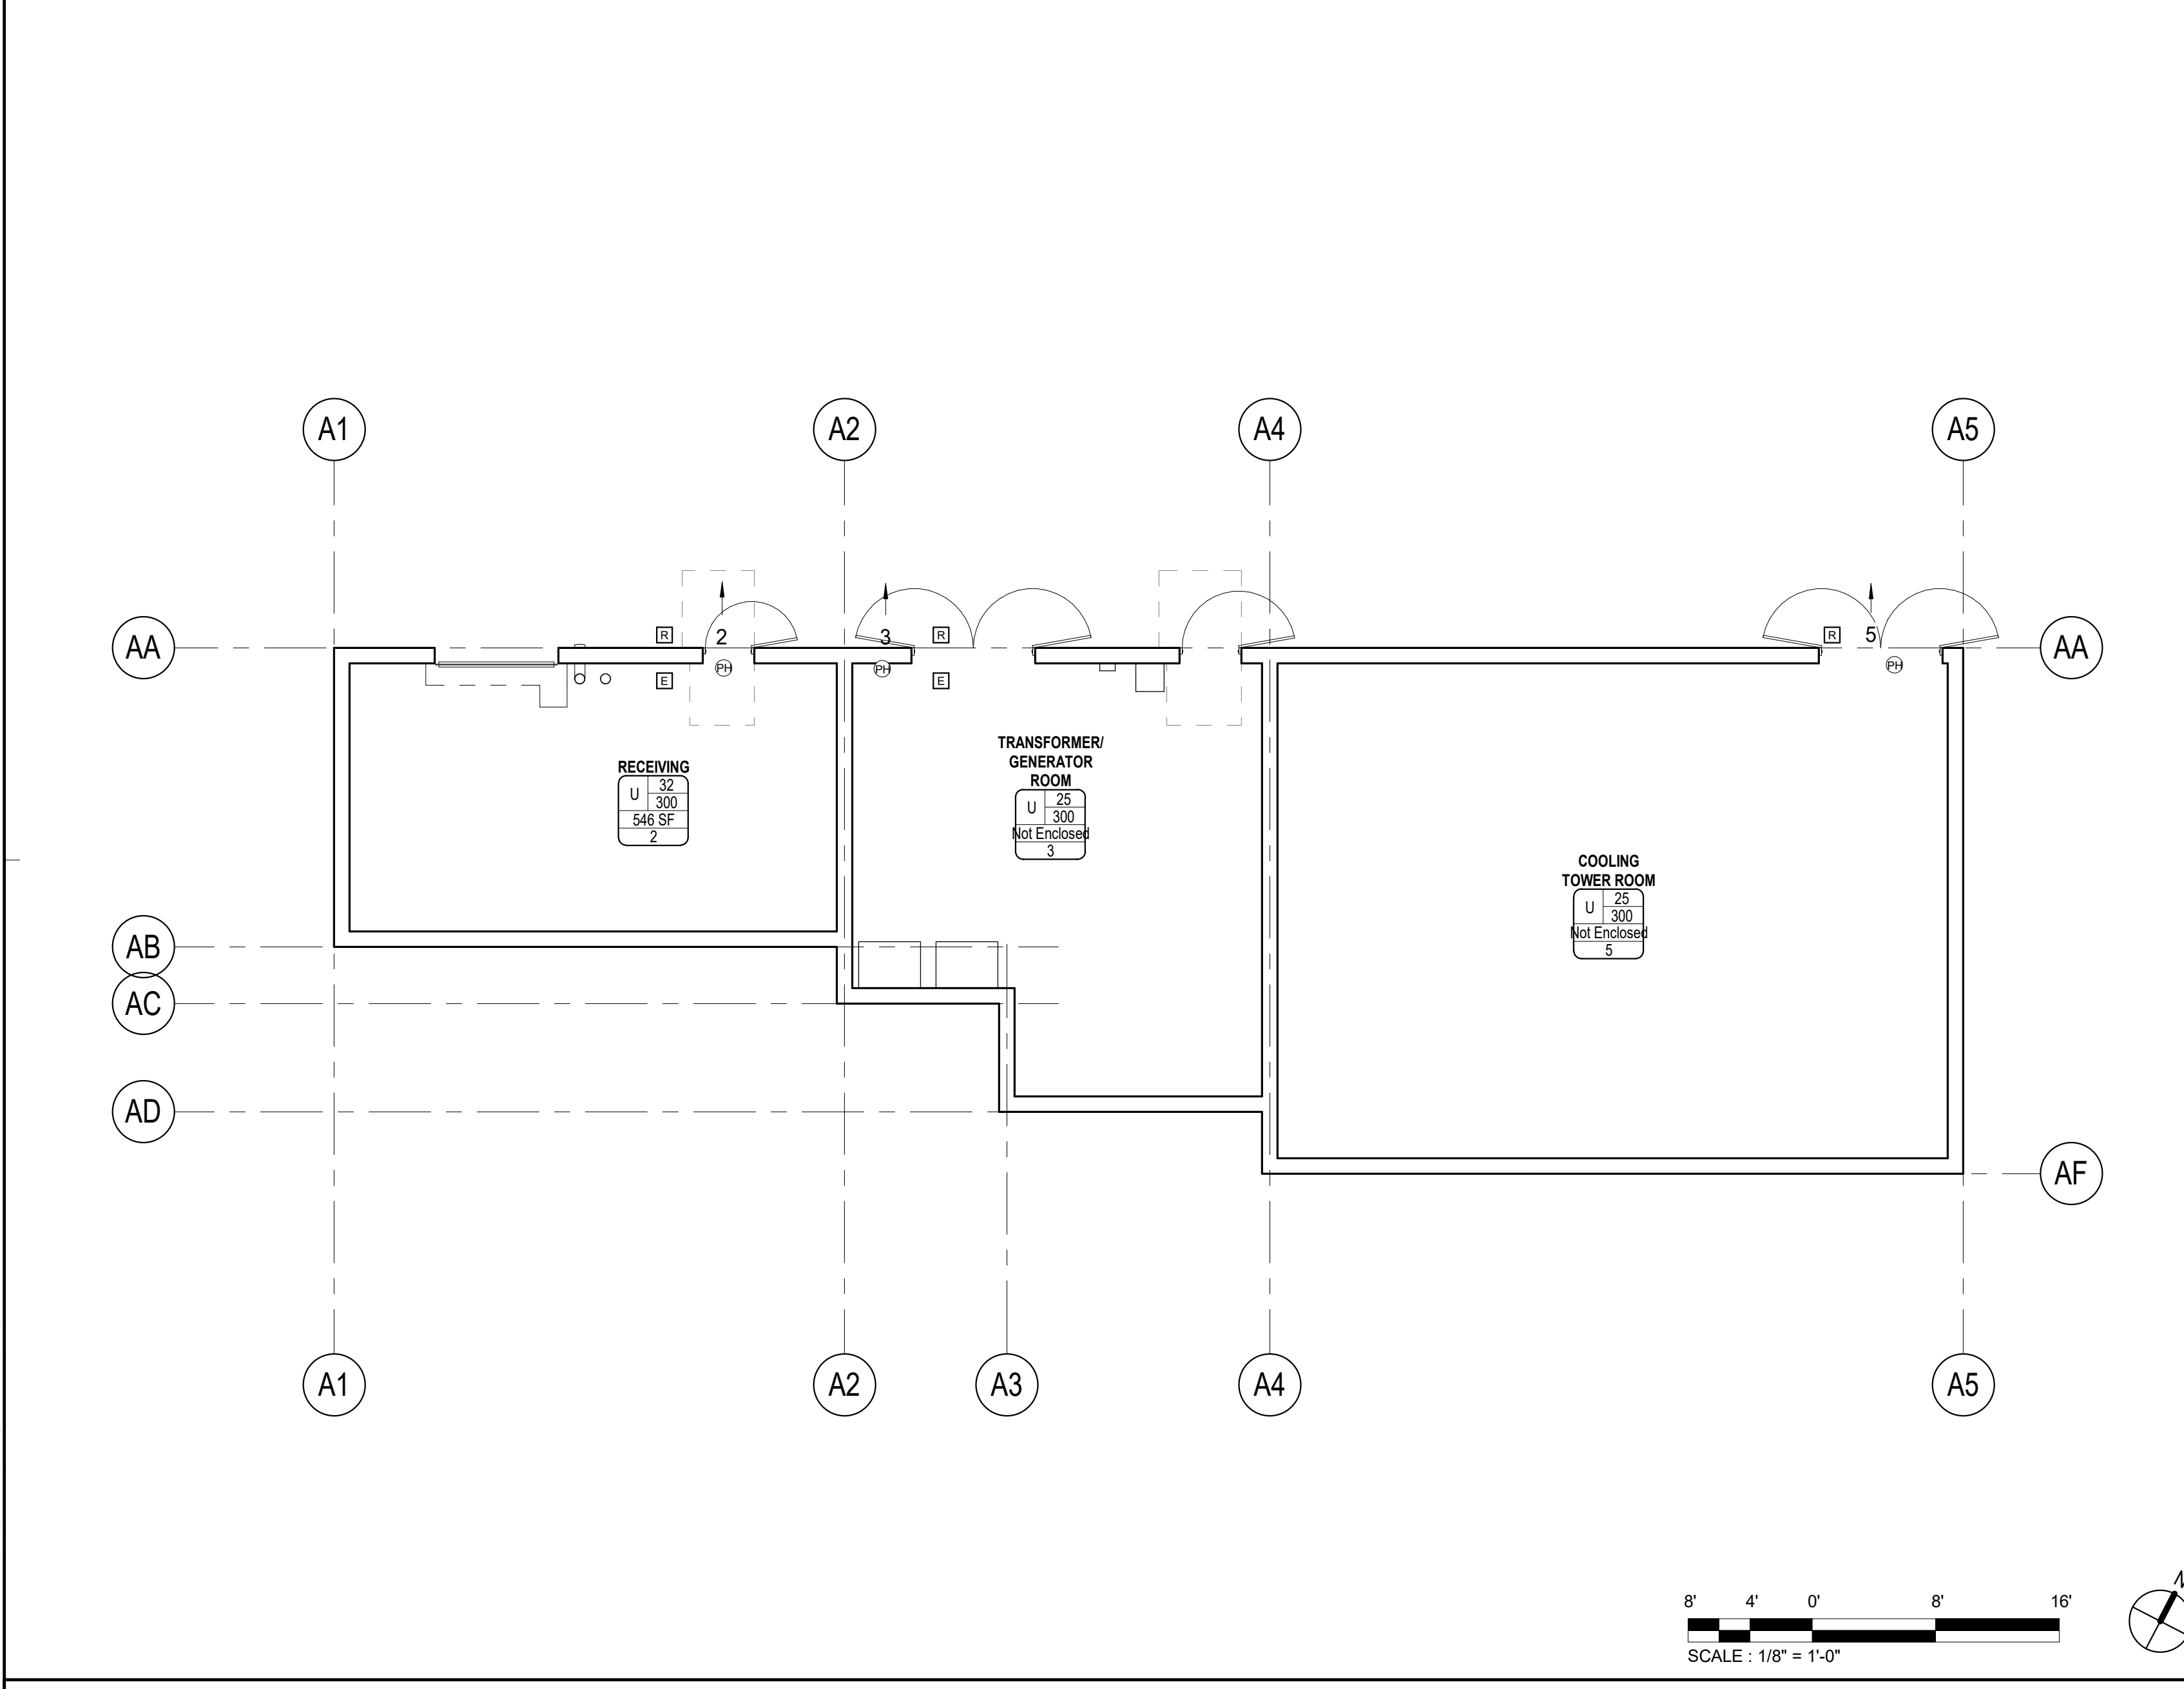 A1
A2
A4
A5
AA
R
2
3
R
R
5
AA
PH
PH
PH
E
E
TRANSFORMER/
GENERATOR
ROOM
U
25
300
Not Enclosed
3
RECEIVING
U
32
300
546 SF
2
COOLING
TOWER ROOM
U
25
300
Not Enclosed
5
AB
AC
AD
AF
A1
A2
A3
A4
A5
8'
4'
0'
8'
16'
SCALE : 1/8" = 1'-0"
N